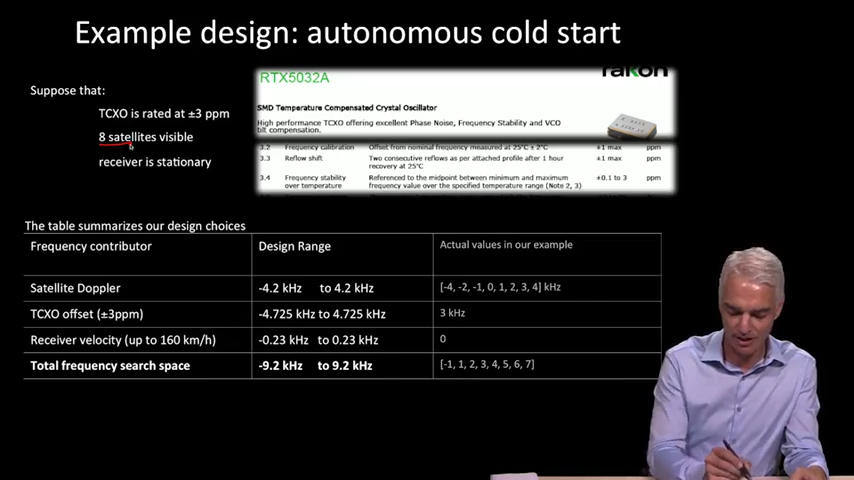 Example design: autonomous cold start
Suppose that:
TCXO is rated at ±3 ppm
8 satellites visible
receiver is stationary
rakon
RTX5032A
SMD Temperature Compensated Crystal Oscillator
High performance TCXO offering excellent Phase Noise, Frequency Stability and VCO
tilt compensation.
3.2 Frequency calibration Offset from nominal frequency measured at 25°C ± 2°C ±1 max ppm
3.3 Reflow shift Two consecutive reflows as per attached profile after 1 hour ±1 max ppm
recovery at 25°C
3.4 Frequency stability Referenced to the midpoint between minimum and maximum ±0.1 to 3 ppm
over temperature frequency value over the specified temperature range (Note 2, 3)
The table summarizes our design choices
Frequency contributor Design Range Actual values in our example
Satellite Doppler -4.2 kHz to 4.2 kHz [-4, -2, -1, 0, 1, 2, 3, 4] kHz
TCXO offset (±3ppm) -4.725 kHz to 4.725 kHz 3 kHz
Receiver velocity (up to 160 km/h) -0.23 kHz to 0.23 kHz 0
Total frequency search space -9.2 kHz to 9.2 kHz [-1, 1, 2, 3, 4, 5, 6, 7]